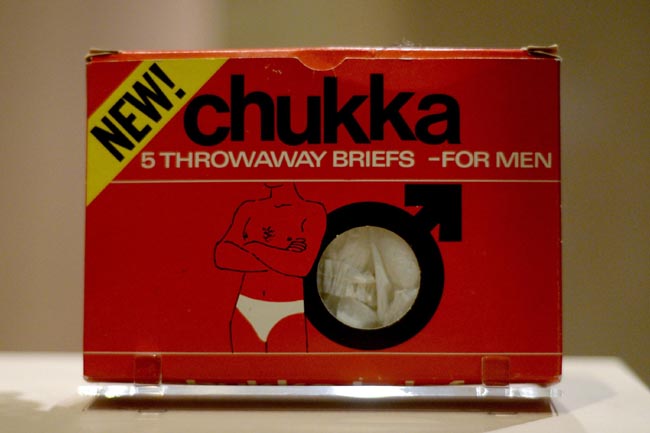 NEW!
chukka
5 THROWAWAY BRIEFS -FOR MEN